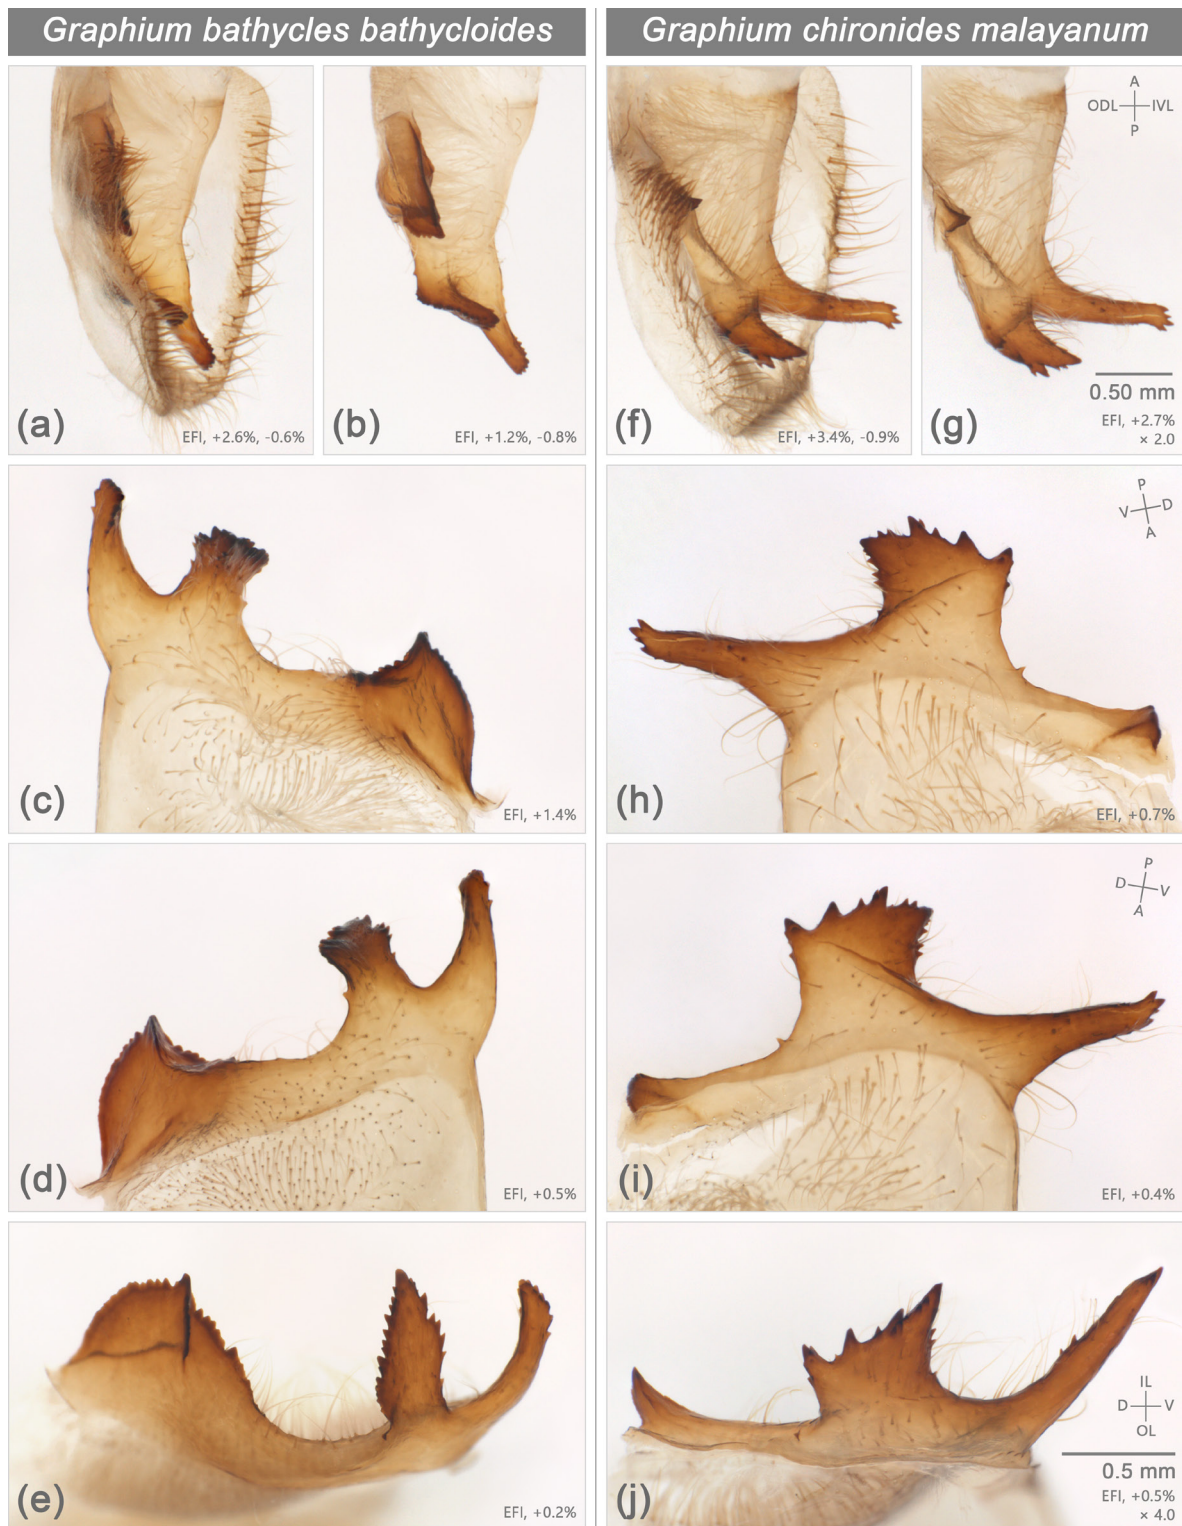 Graphium bathycles bathycloides
Graphium chironides malayanum
(a)
EFI, +2.6%, -0.6%
(b)
EFI, +1.2%, -0.8%
(f)
EFI, +3.4%, -0.9%
A
ODL IVL
P
0.50 mm
(g)
EFI, +2.7%
× 2.0
(c)
EFI, +1.4%
P
V D
A
(h)
EFI, +0.7%
(d)
EFI, +0.5%
P
D V
A
(i)
EFI, +0.4%
(e)
EFI, +0.2%
IL
D V
OL
0.5 mm
(j)
EFI, +0.5%
× 4.0